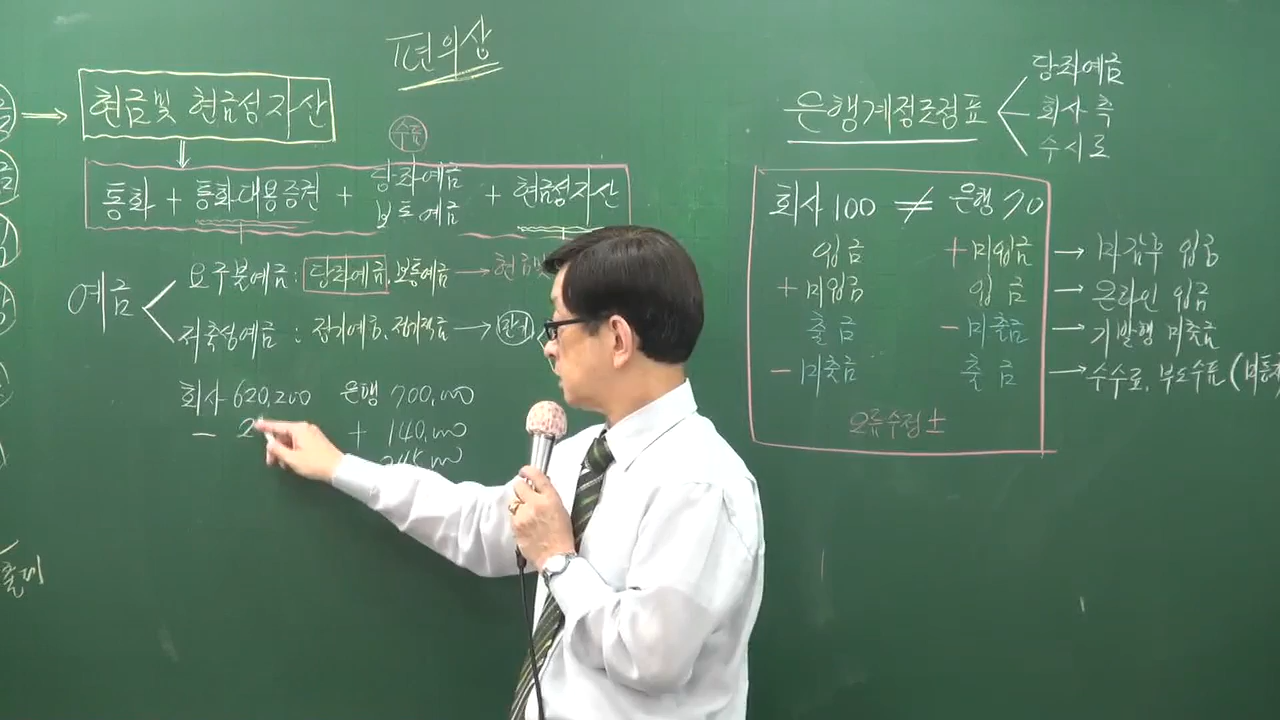 편의상
현금및 현금성자산
수표
통화 + 통화대용증권 + 당좌예금 보통예금 + 현금성자산
예금
요구불예금 : 당좌예금, 보통예금 → 현금및
저축성예금 : 정기예금, 정기적금 → 단기
회사 620,200 은행 700,000
- 2 + 140,000
은행계정조정표
당좌예금
회사 측
수시로
회사 100 ≠ 은행 70
입금 + 미입금 → 마감후 입금
+ 미입금 입금 → 온라인 입금
출금 - 미출금 → 기발행 미출금
- 미출금 출금 → 수수료, 부도수표
오류수정 ±